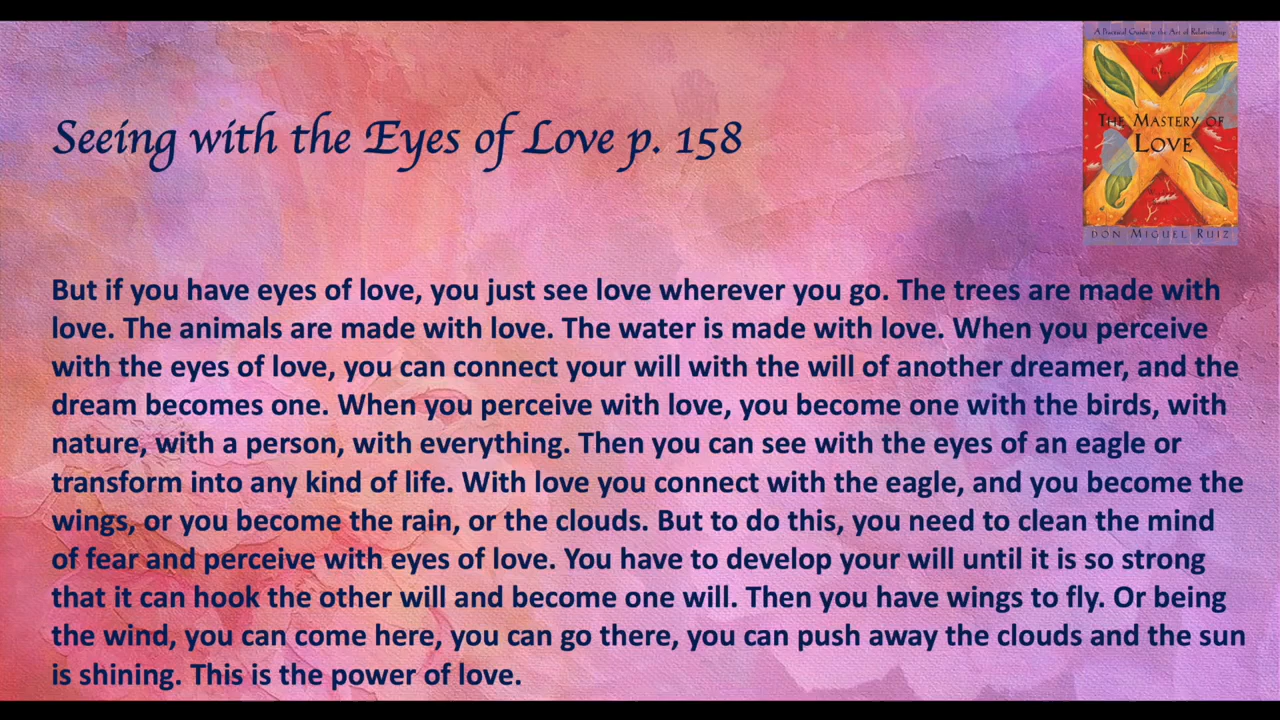 A Practical Guide to the Art of Relationship
THE MASTERY OF
LOVE
DON MIGUEL RUIZ
Seeing with the Eyes of Love p. 158
But if you have eyes of love, you just see love wherever you go. The trees are made with
love. The animals are made with love. The water is made with love. When you perceive
with the eyes of love, you can connect your will with the will of another dreamer, and the
dream becomes one. When you perceive with love, you become one with the birds, with
nature, with a person, with everything. Then you can see with the eyes of an eagle or
transform into any kind of life. With love you connect with the eagle, and you become the
wings, or you become the rain, or the clouds. But to do this, you need to clean the mind
of fear and perceive with eyes of love. You have to develop your will until it is so strong
that it can hook the other will and become one will. Then you have wings to fly. Or being
the wind, you can come here, you can go there, you can push away the clouds and the sun
is shining. This is the power of love.